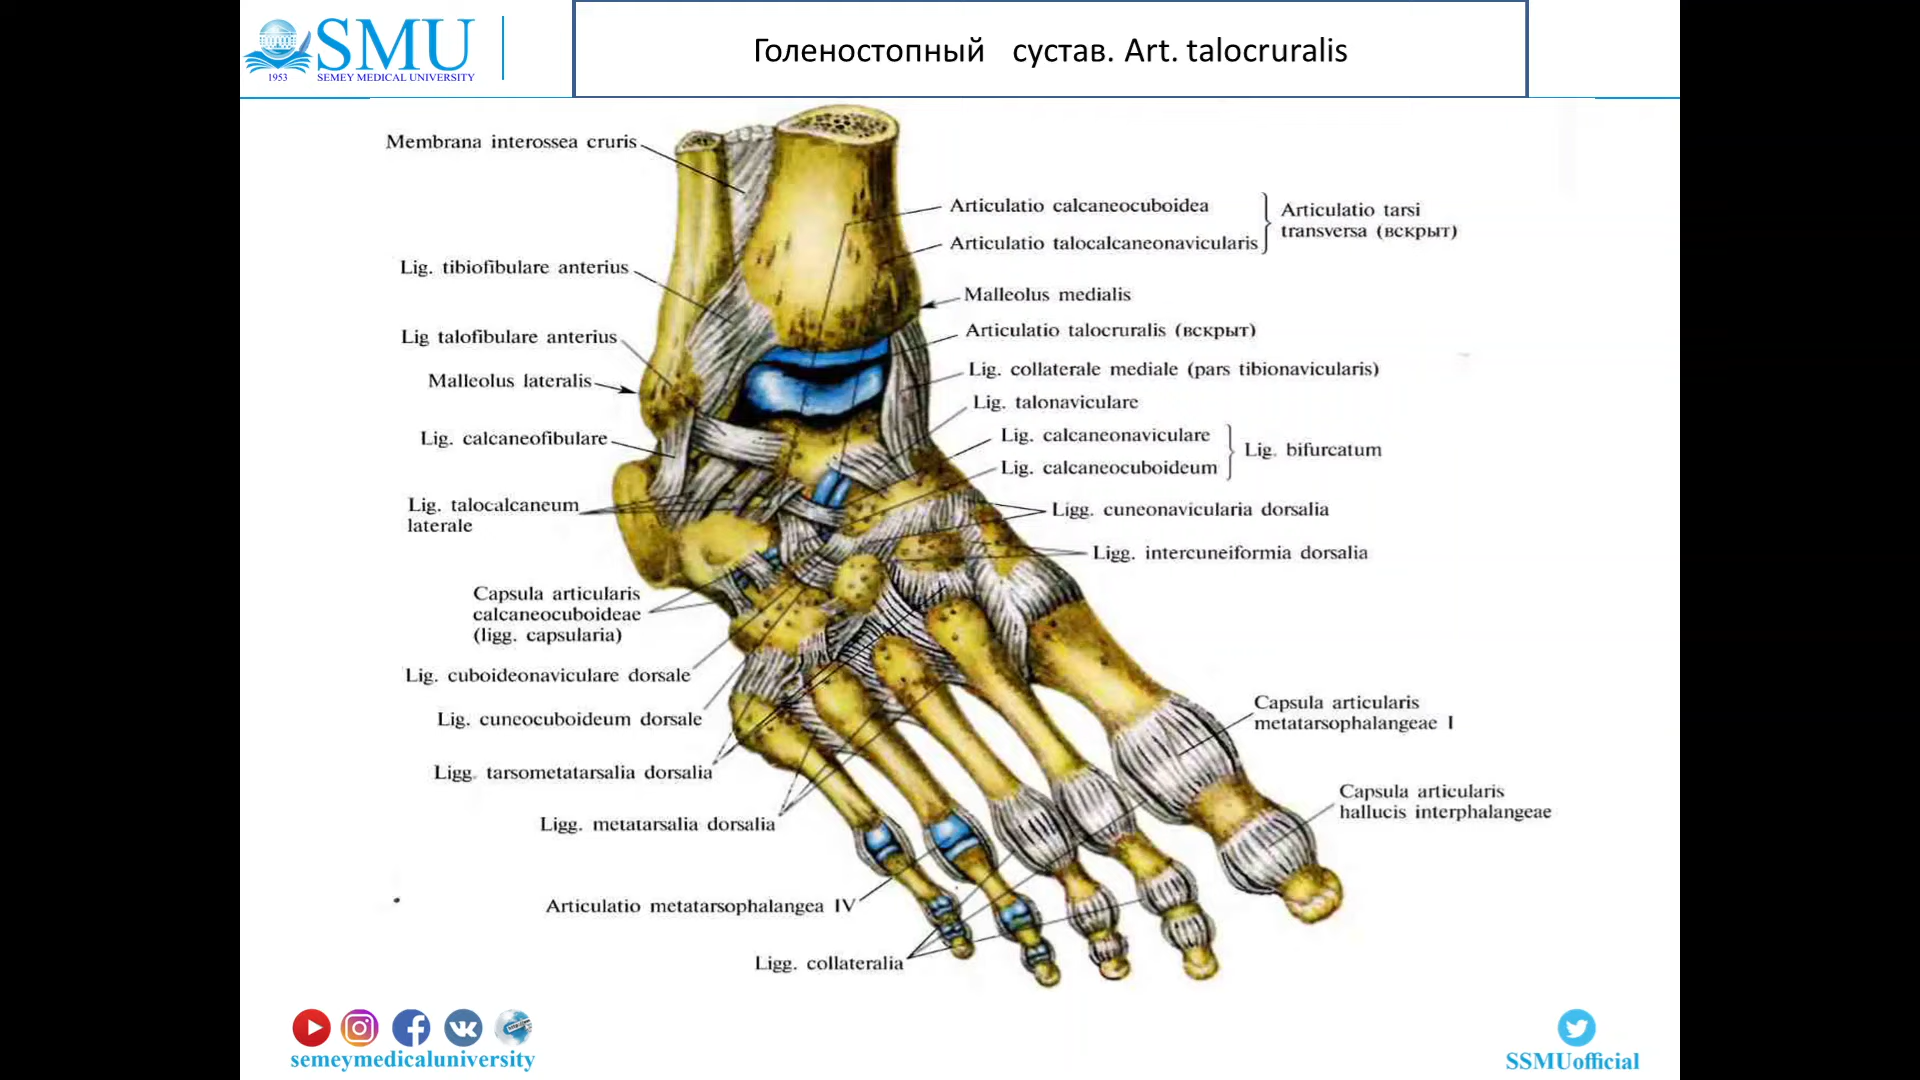 SMU
1953 SEMEY MEDICAL UNIVERSITY
Голеностопный сустав. Art. talocruralis
Membrana interossea cruris
Lig. tibiofibulare anterius
Lig talofibulare anterius
Malleolus lateralis
Lig. calcaneofibulare
Lig. talocalcaneum
laterale
Capsula articularis
calcaneocuboideae
(ligg. capsularia)
Lig. cuboideonaviculare dorsale
Lig. cuneocuboideum dorsale
Ligg. tarsometatarsalia dorsalia
Ligg. metatarsalia dorsalia
Articulatio metatarsophalangea IV
Ligg. collateralia
Articulatio calcaneocuboidea
Articulatio talocalcaneonavicularis
Articulatio tarsi
transversa (вскрыт)
Malleolus medialis
Articulatio talocruralis (вскрыт)
Lig. collaterale mediale (pars tibionavicularis)
Lig. talonaviculare
Lig. calcaneonaviculare
Lig. calcaneocuboideum
Lig. bifurcatum
Ligg. cuneonavicularia dorsalia
Ligg. intercuneiformia dorsalia
Capsula articularis
metatarsophalangeae I
Capsula articularis
hallucis interphalangeae
semeymedicaluniversity
SSMUofficial